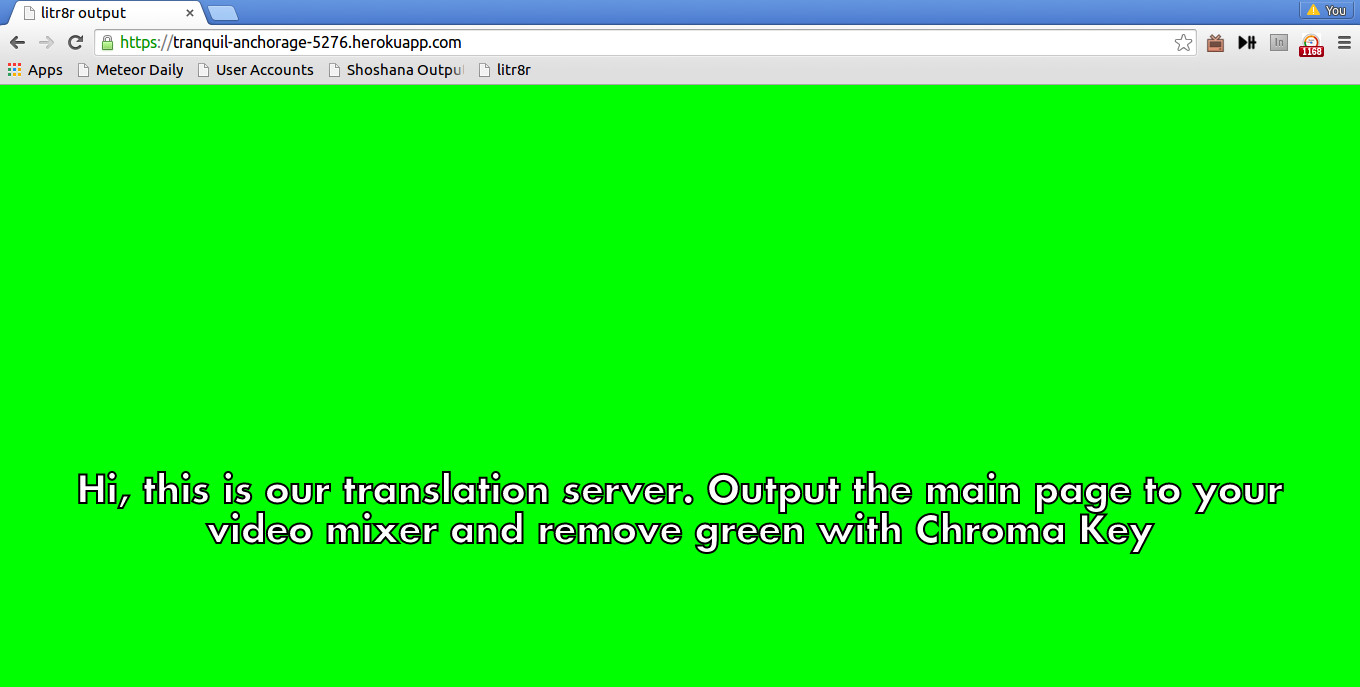 litr8r output
You
https://tranquil-anchorage-5276.herokuapp.com
In
1168
Apps Meteor Daily User Accounts Shoshana Outpu litr8r
Hi, this is our translation server. Output the main page to your
video mixer and remove green with Chroma Key